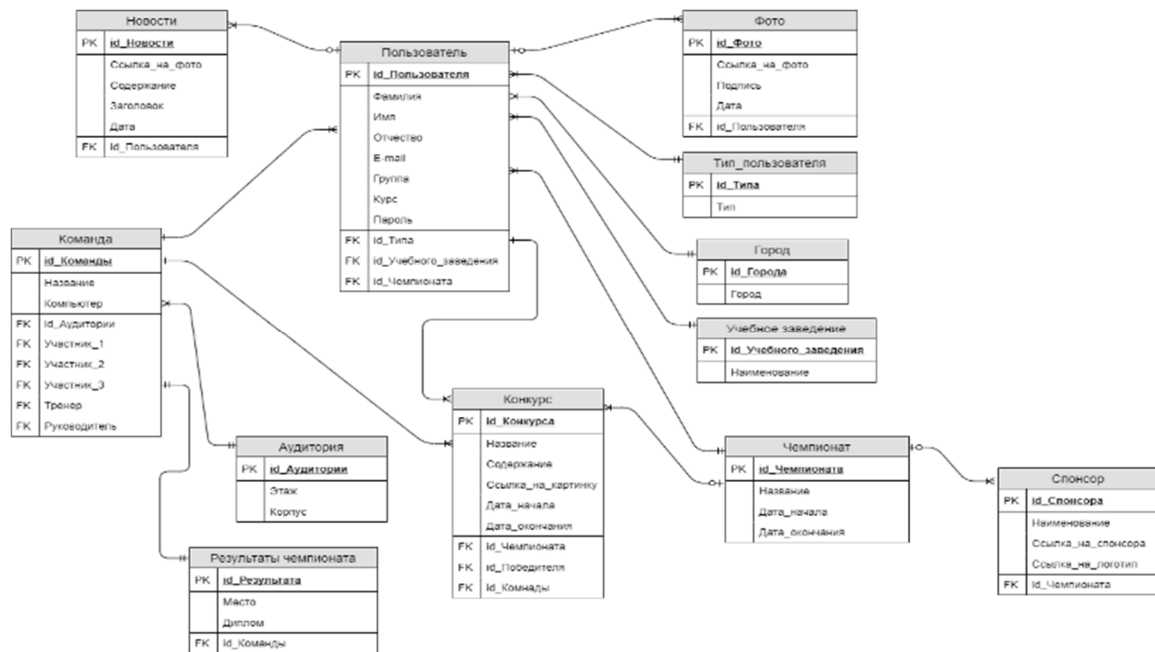 Новости
PK id_Новости
Ссылка_на_фото
Содержание
Заголовок
Дата
FK id_Пользователя
Пользователь
PK id_Пользователя
Фамилия
Имя
Отчество
E-mail
Группа
Курс
Пароль
FK id_Типа
FK id_Учебного_заведения
FK id_Чемпионата
Фото
PK id_Фото
Ссылка_на_фото
Подпись
Дата
FK id_Пользователя
Тип_пользователя
PK id_Типа
Тип
Город
PK id_Города
Город
Учебное заведение
PK id_Учебного_заведения
Наименование
Команда
PK id_Команды
Название
Компьютер
FK id_Аудитории
FK Участник_1
FK Участник_2
FK Участник_3
FK Тренер
FK Руководитель
Аудитория
PK id_Аудитории
Этаж
Корпус
Результаты чемпионата
PK id_Результата
Место
Диплом
FK id_Команды
Конкурс
PK id_Конкурса
Название
Содержание
Ссылка_на_картинку
Дата_начала
Дата_окончания
FK id_Чемпионата
FK id_Победителя
FK id_Комнады
Чемпионат
PK id_Чемпионата
Название
Дата_начала
Дата_окончания
Спонсор
PK id_Спонсора
Наименование
Ссылка_на_спонсора
Ссылка_на_логотип
FK id_Чемпионата